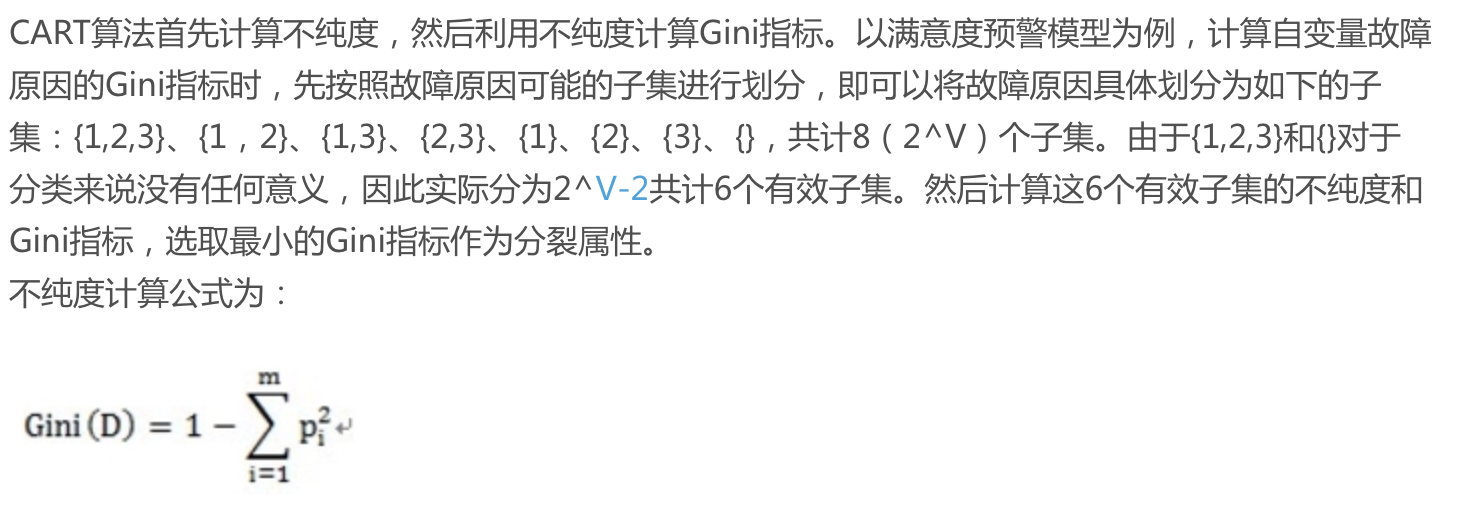 CART算法首先计算不纯度，然后利用不纯度计算Gini指标。以满意度预警模型为例，计算自变量故障
原因的Gini指标时，先按照故障原因可能的子集进行划分，即可以将故障原因具体划分为如下的子
集：{1,2,3}、{1，2}、{1,3}、{2,3}、{1}、{2}、{3}、{}，共计8（2^V）个子集。由于{1,2,3}和{}对于
分类来说没有任何意义，因此实际分为2^V-2共计6个有效子集。然后计算这6个有效子集的不纯度和
Gini指标，选取最小的Gini指标作为分裂属性。
不纯度计算公式为：
Gini(D) = 1 − ∑_{i=1}^{m} p_i^2↵